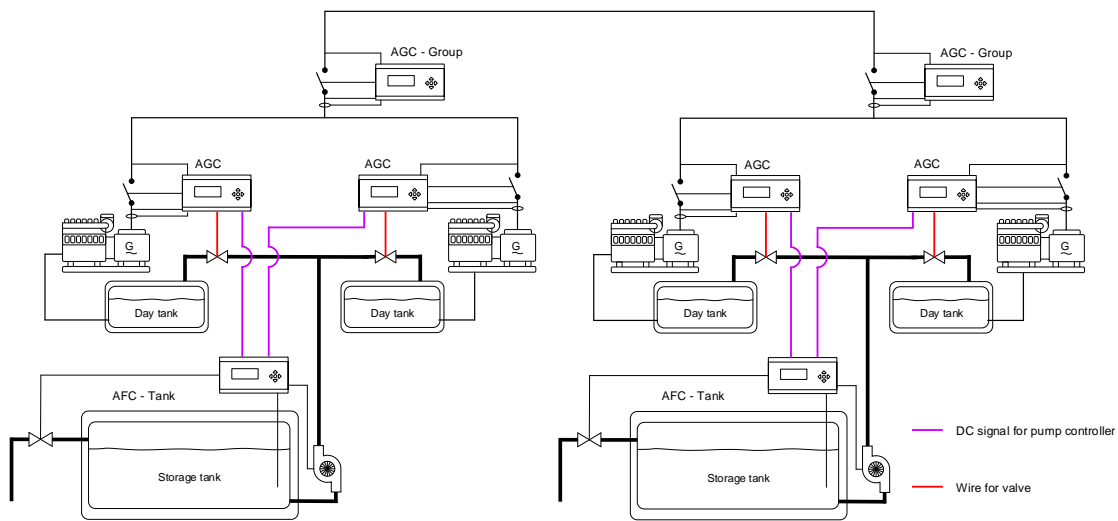 AGC - Group
AGC - Group
AGC
AGC
AGC
AGC
G
G
G
G
Day tank
Day tank
Day tank
Day tank
AFC - Tank
AFC - Tank
DC signal for pump controller
Storage tank
Storage tank
Wire for valve